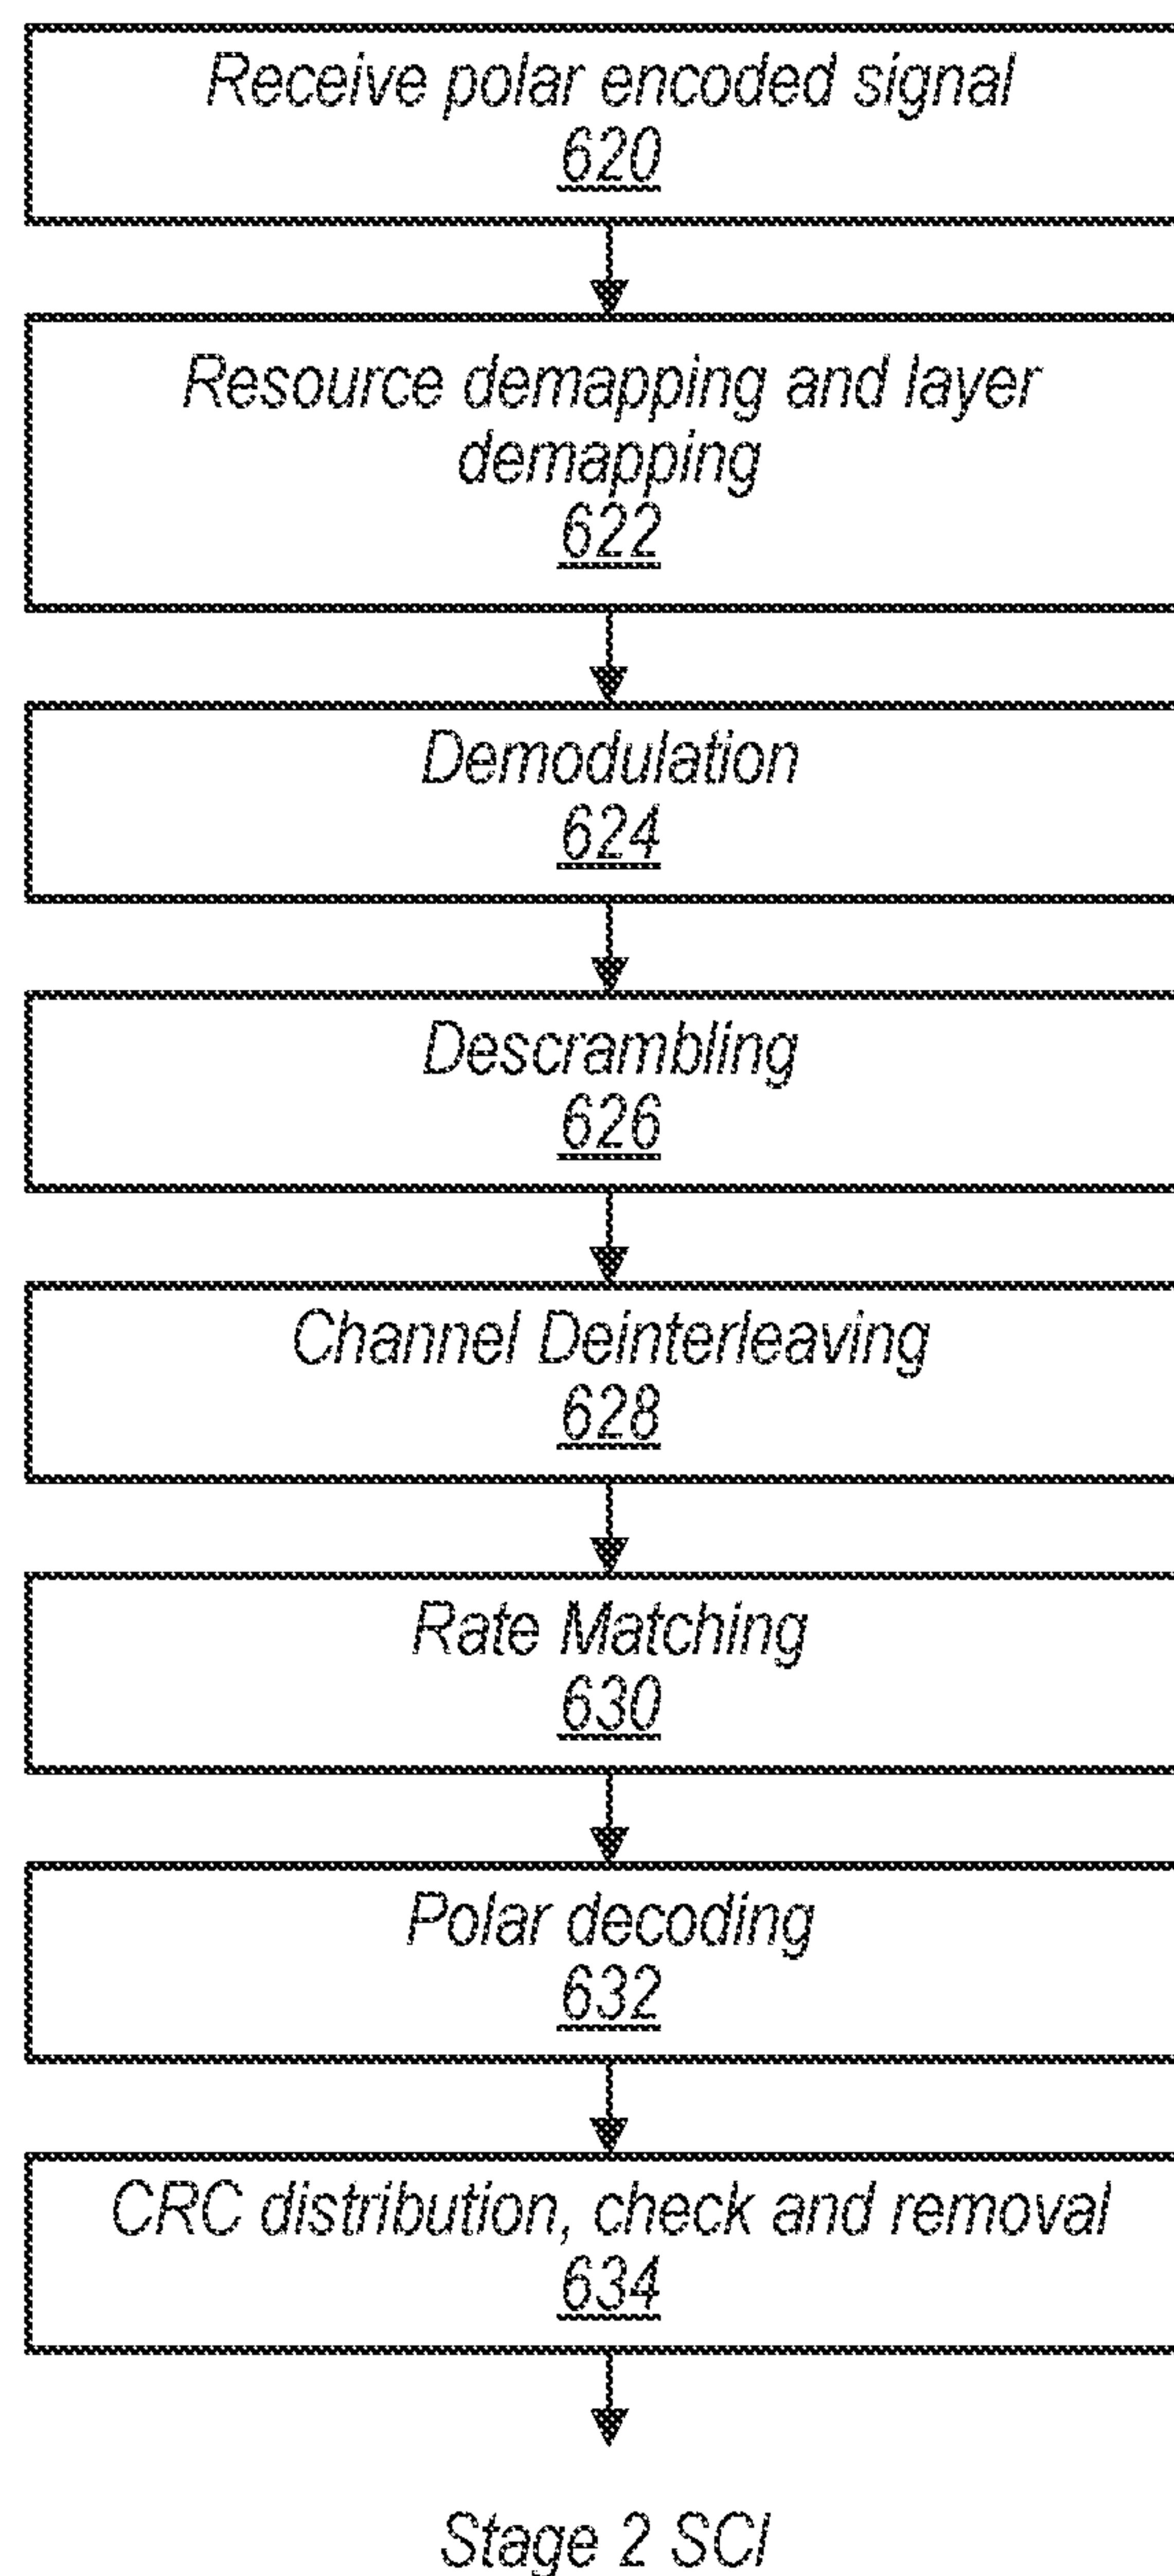 Receive polar encoded signal
620
Resource demapping and layer
demapping
622
Demodulation
624
Descrambling
626
Channel Deinterleaving
628
Rate Matching
630
Polar decoding
632
CRC distribution, check and removal
634
Stage 2 SCI